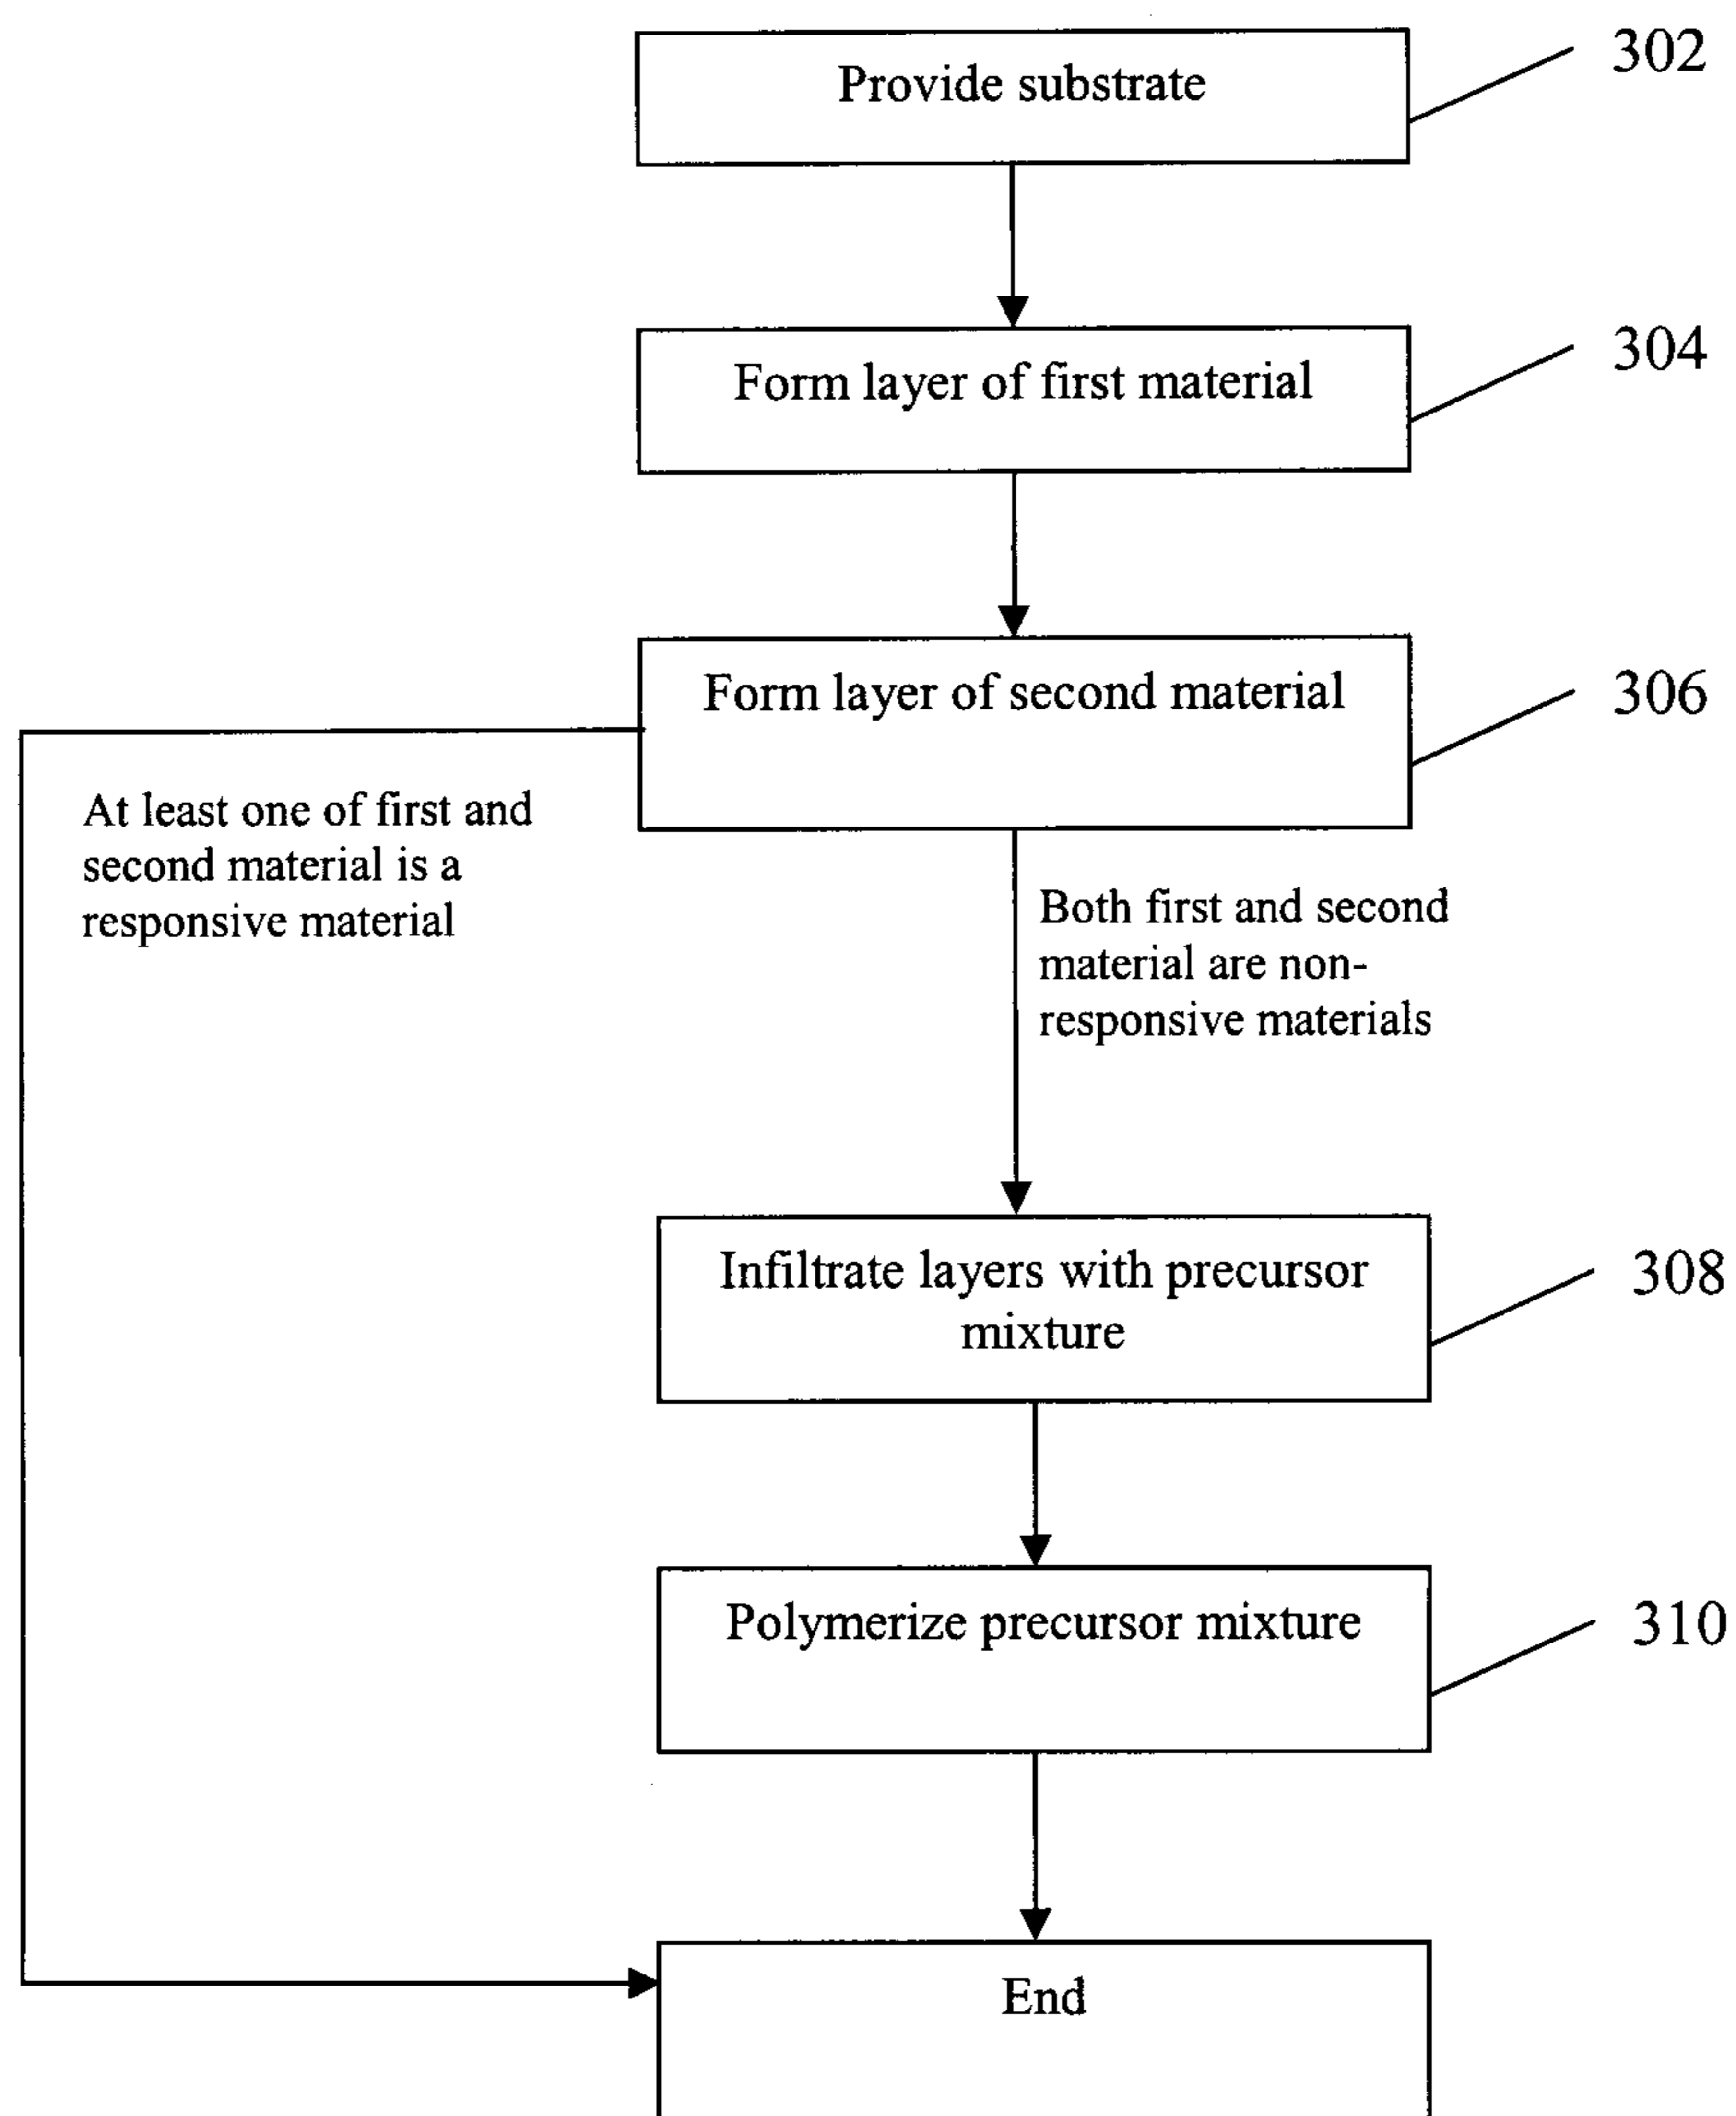 Provide substrate
302
Form layer of first material
304
Form layer of second material
306
At least one of first and
second material is a
responsive material
Both first and second
material are non-
responsive materials
Infiltrate layers with precursor
mixture
308
Polymerize precursor mixture
310
End